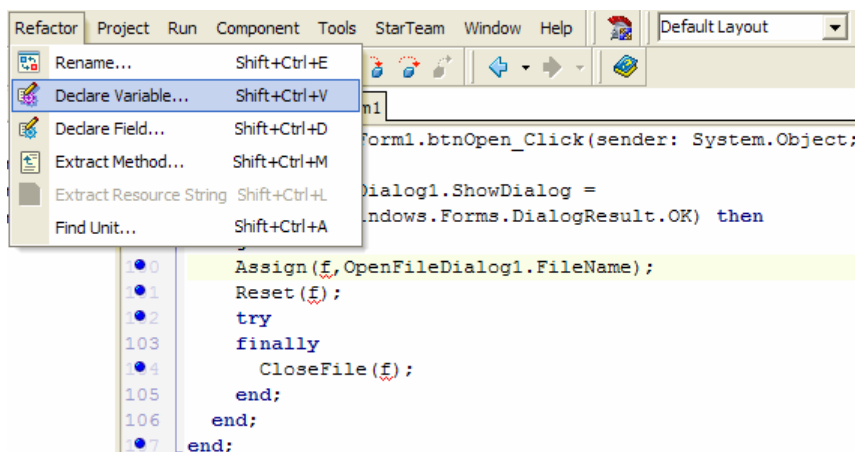 Refactor Project Run Component Tools StarTeam Window Help Default Layout
Rename... Shift+Ctrl+E
Declare Variable... Shift+Ctrl+V
m1
Declare Field... Shift+Ctrl+D
Form1.btnOpen_Click(sender: System.Object;
Extract Method... Shift+Ctrl+M
Extract Resource String Shift+Ctrl+L
Dialog1.ShowDialog =
Find Unit... Shift+Ctrl+A
indows.Forms.DialogResult.OK) then
Assign(f,OpenFileDialog1.FileName);
Reset(f);
try
103 finally
CloseFile(f);
105 end;
106 end;
end;